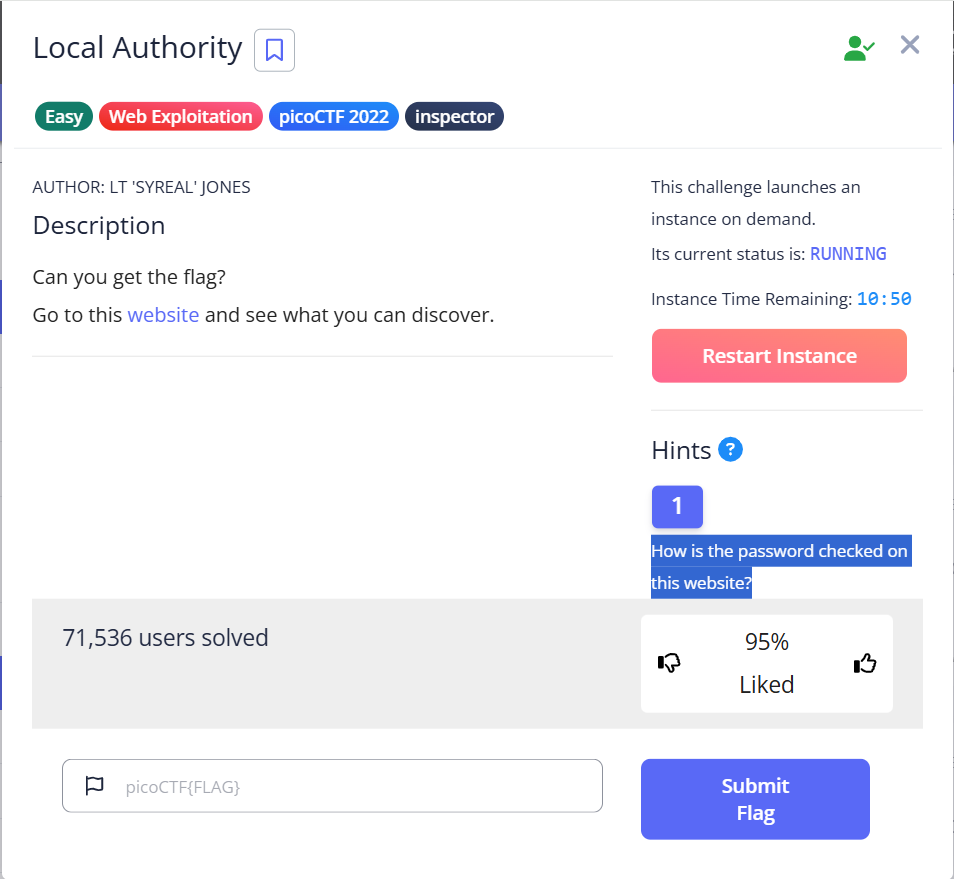 Local Authority
Easy Web Exploitation picoCTF 2022 inspector
AUTHOR: LT 'SYREAL' JONES
Description
Can you get the flag?
Go to this website and see what you can discover.
This challenge launches an
instance on demand.
Its current status is: RUNNING
Instance Time Remaining: 10:50
Restart Instance
Hints ?
1
How is the password checked on
this website?
71,536 users solved
95%
Liked
picoCTF{FLAG}
Submit
Flag